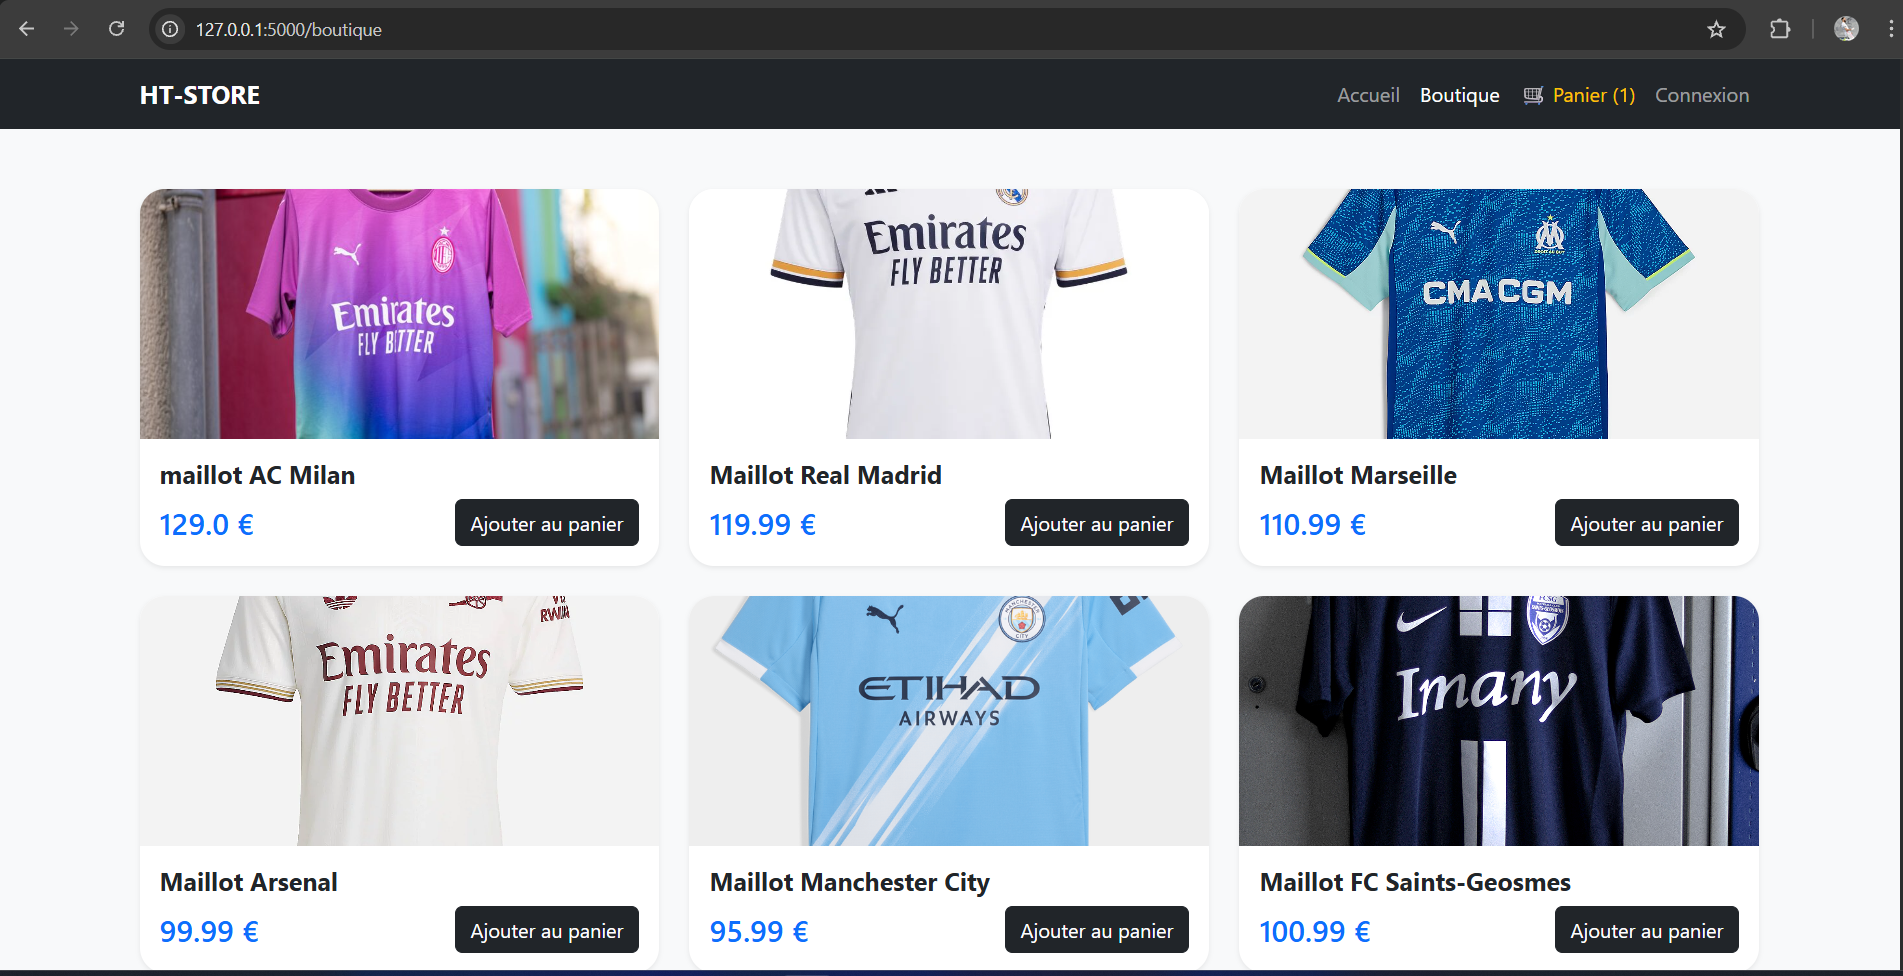 127.0.0.1:5000/boutique
HT-STORE
Accueil
Boutique
Panier (1)
Connexion
Emirates
FLY BETTER
Emirates
FLY BETTER
CMA CGM
maillot AC Milan
129.0 €
Ajouter au panier
Maillot Real Madrid
119.99 €
Ajouter au panier
Maillot Marseille
110.99 €
Ajouter au panier
Emirates
FLY BETTER
MANCHESTER
CITY
ETIHAD
AIRWAYS
Imany
Maillot Arsenal
99.99 €
Ajouter au panier
Maillot Manchester City
95.99 €
Ajouter au panier
Maillot FC Saints-Geosmes
100.99 €
Ajouter au panier